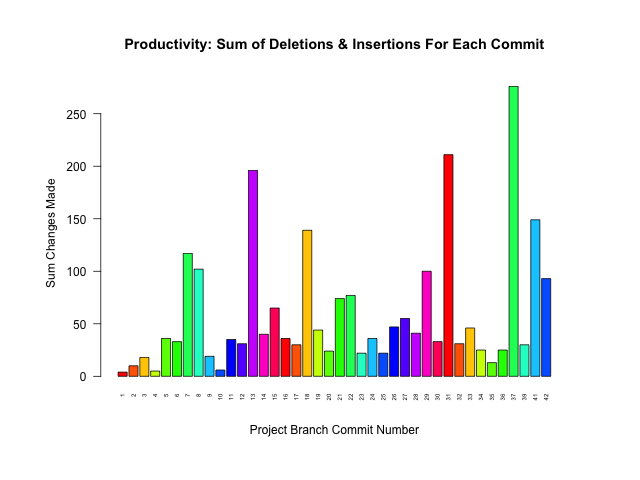 Productivity: Sum of Deletions & Insertions For Each Commit
Sum Changes Made
250
200
150
100
50
0
1 2 3 4 5 6 7 8 9 10 11 12 13 14 15 16 17 18 19 20 21 22 23 24 25 26 27 28 29 30 31 32 33 34 35 36 37 39 41 42
Project Branch Commit Number